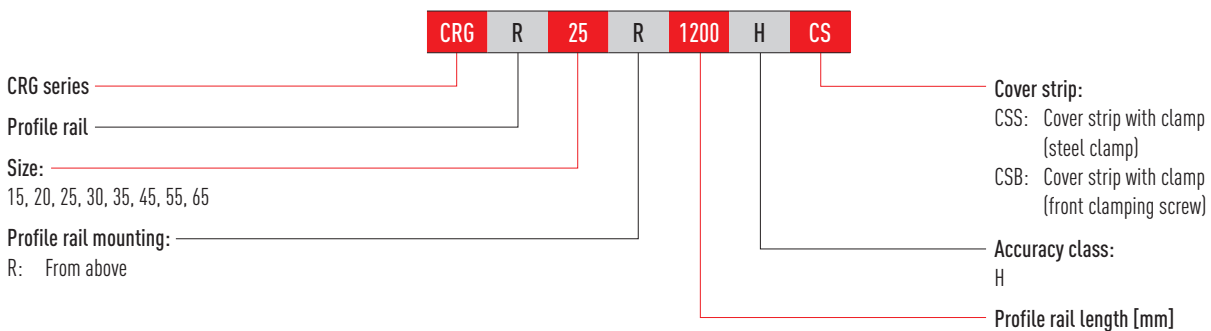 CRG R 25 R 1200 H CS
CRG series
Profile rail
Size:
15, 20, 25, 30, 35, 45, 55, 65
Profile rail mounting:
R: From above
Cover strip:
CSS: Cover strip with clamp
(steel clamp)
CSB: Cover strip with clamp
(front clamping screw)
Accuracy class:
H
Profile rail length [mm]